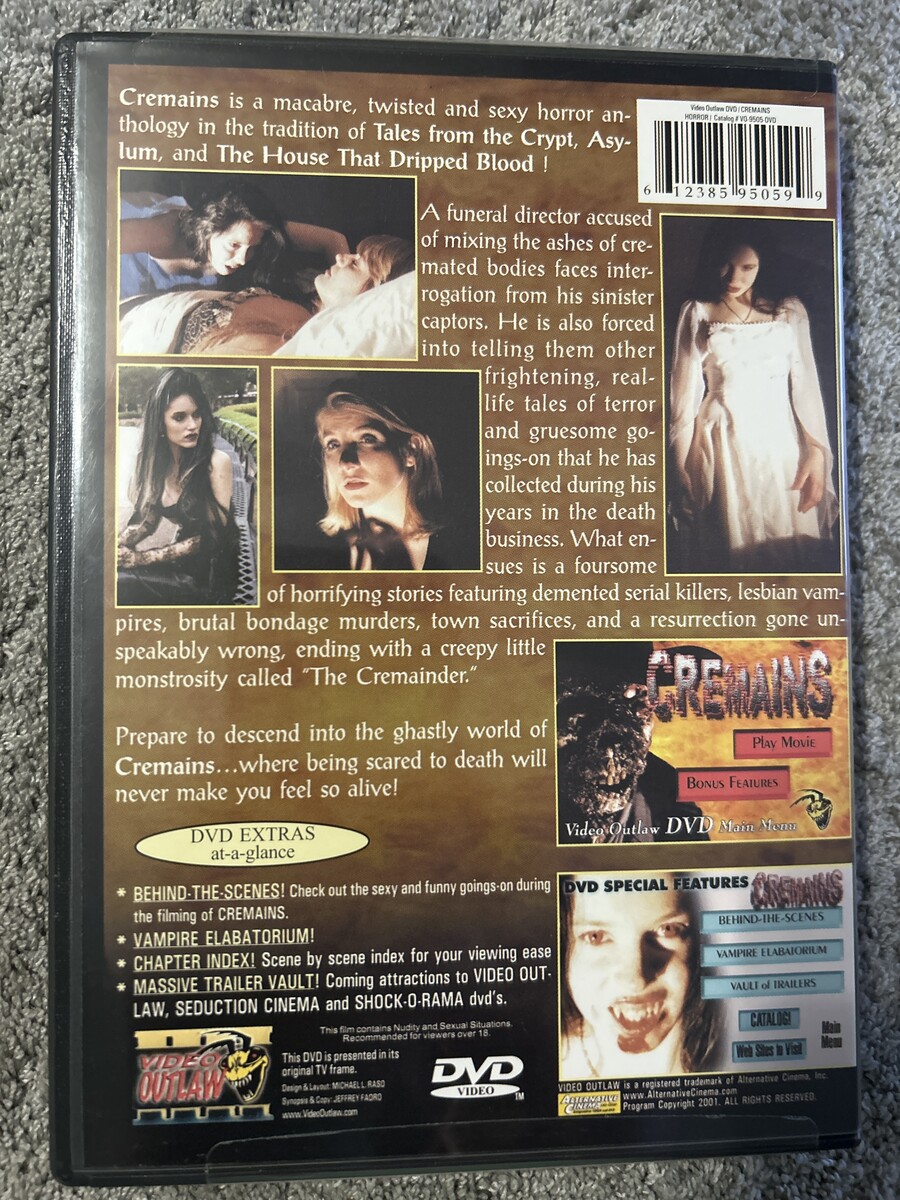 Cremains is a macabre, twisted and sexy horror an-
thology in the tradition of Tales from the Crypt, Asy-
lum, and The House That Dripped Blood !
Video Outlaw DVD / CREMAINS
HORROR / Catalog # VO-9505-DVD
6 12385 95059 9
A funeral director accused
of mixing the ashes of cre-
mated bodies faces inter-
rogation from his sinister
captors. He is also forced
into telling them other
frightening, real-
life tales of terror
and gruesome go-
ings-on that he has
collected during his
years in the death
business. What en-
sues is a foursome
of horrifying stories featuring demented serial killers, lesbian vam-
pires, brutal bondage murders, town sacrifices, and a resurrection gone un-
speakably wrong, ending with a creepy little
monstrosity called "The Cremainder."
Prepare to descend into the ghastly world of
Cremains...where being scared to death will
never make you feel so alive!
CREMAINS
Play Movie
Bonus Features
Video Outlaw DVD Main Menu
DVD EXTRAS
at-a-glance
* BEHIND-THE-SCENES! Check out the sexy and funny goings-on during
the filming of CREMAINS.
* VAMPIRE ELABATORIUM!
* CHAPTER INDEX! Scene by scene index for your viewing ease
* MASSIVE TRAILER VAULT! Coming attractions to VIDEO OUT-
LAW, SEDUCTION CINEMA and SHOCK-O-RAMA dvd's.
DVD SPECIAL FEATURES CREMAINS
BEHIND-THE-SCENES
VAMPIRE ELABATORIUM
VAULT of TRAILERS
CATALOG!
Web Sites to Visit
Main
Menu
VIDEO
OUTLAW
This film contains Nudity and Sexual Situations.
Recommended for viewers over 18.
This DVD is presented in its
original TV frame.
Design & Layout: MICHAEL L. RASO
Synopsis & Copy: JEFFREY FAORO
www.VideoOutlaw.com
DVD
VIDEO
TM
VIDEO OUTLAW is a registered trademark of Alternative Cinema, Inc.
ALTERNATIVE
CINEMA
www.AlternativeCinema.com
Program Copyright 2001. ALL RIGHTS RESERVED.